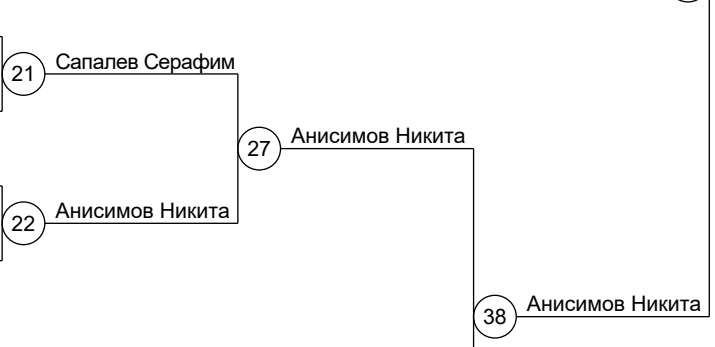 21 Сапалев Серафим
27 Анисимов Никита
22 Анисимов Никита
38 Анисимов Никита